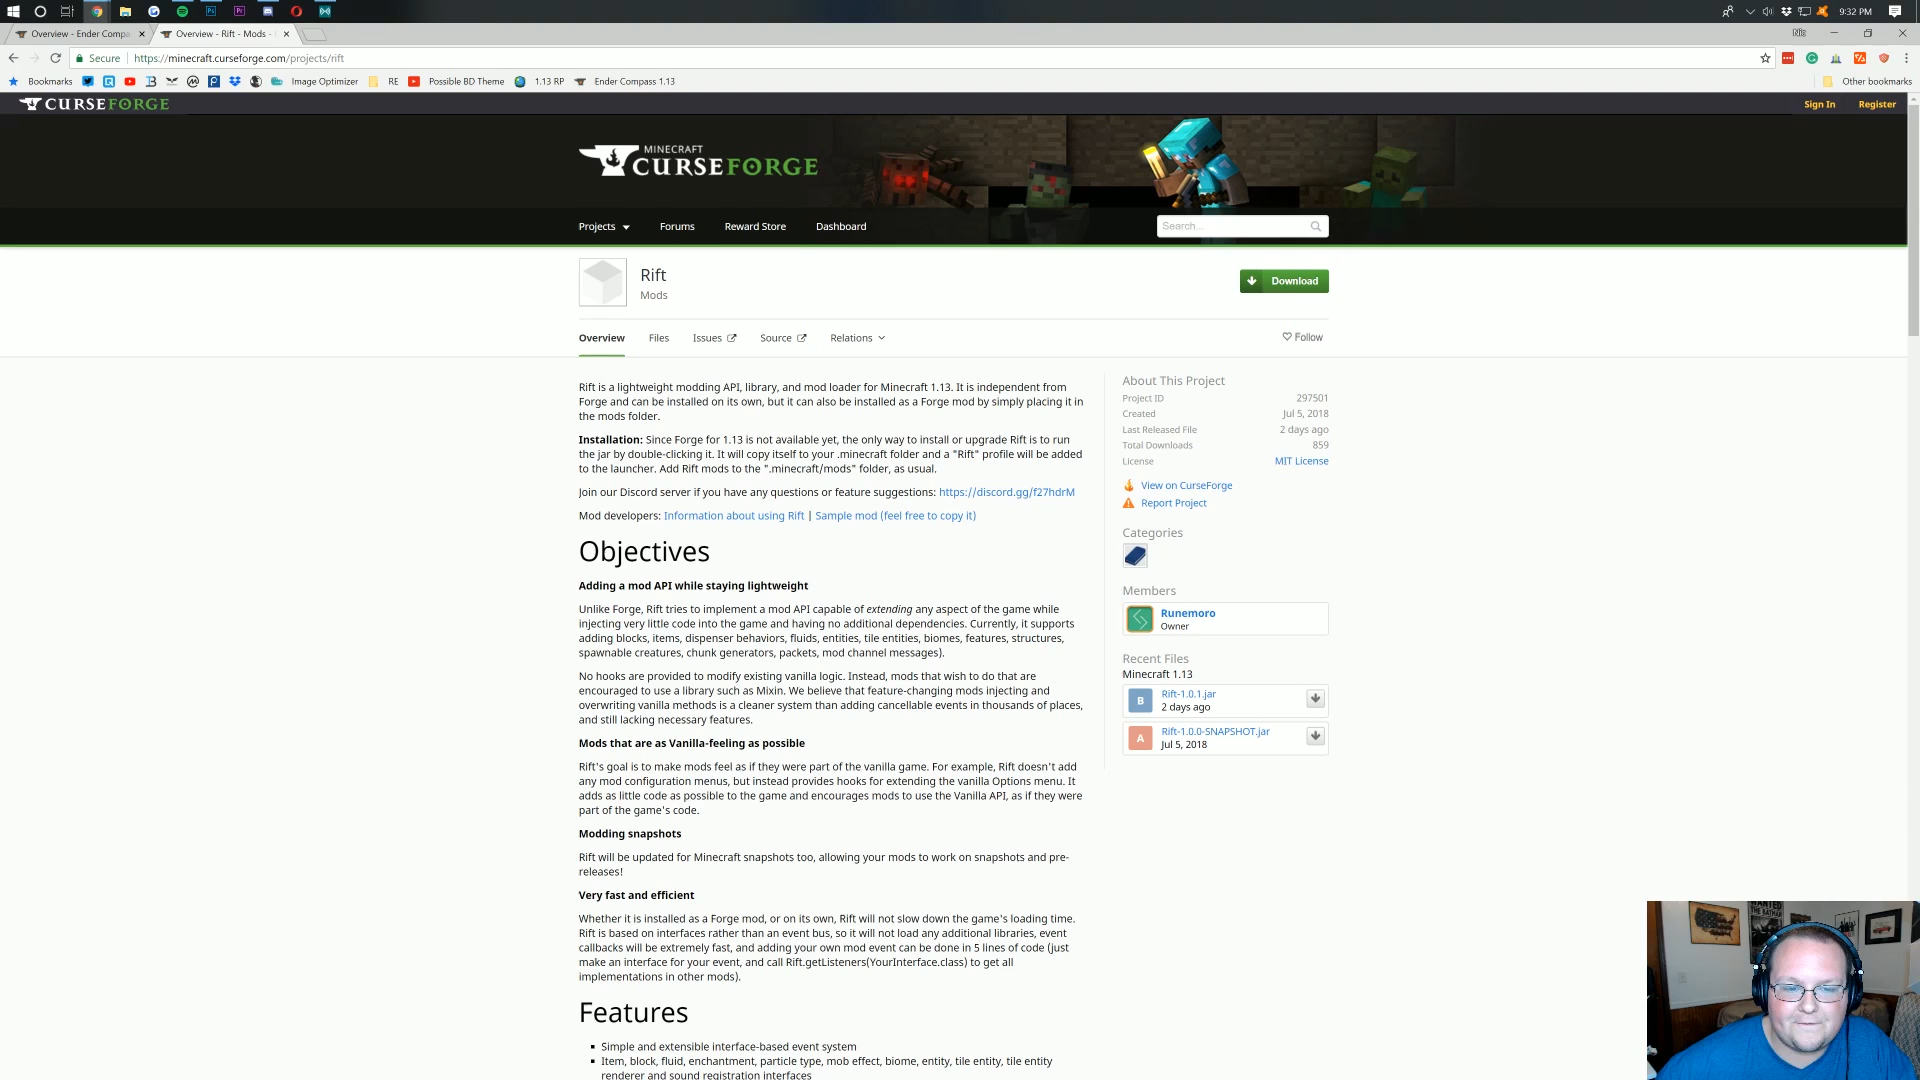 9:32 PM
Overview - Ender Compa
Overview - Rift - Mods -
Secure
https://minecraft.curseforge.com/projects/rift
Bookmarks
Image Optimizer
RE
Possible BD Theme
1.13 RP
Ender Compass 1.13
Other bookmarks
CURSEFORGE
Sign In
Register
MINECRAFT
CURSEFORGE
Projects
Forums
Reward Store
Dashboard
Search...
Rift
Mods
Download
Overview
Files
Issues
Source
Relations
Follow
Rift is a lightweight modding API, library, and mod loader for Minecraft 1.13. It is independent from
Forge and can be installed on its own, but it can also be installed as a Forge mod by simply placing it in
the mods folder.
Installation: Since Forge for 1.13 is not available yet, the only way to install or upgrade Rift is to run
the jar by double-clicking it. It will copy itself to your .minecraft folder and a "Rift" profile will be added
to the launcher. Add Rift mods to the ".minecraft/mods" folder, as usual.
Join our Discord server if you have any questions or feature suggestions: https://discord.gg/f27hdrM
Mod developers: Information about using Rift | Sample mod (feel free to copy it)
Objectives
Adding a mod API while staying lightweight
Unlike Forge, Rift tries to implement a mod API capable of extending any aspect of the game while
injecting very little code into the game and having no additional dependencies. Currently, it supports
adding blocks, items, dispenser behaviors, fluids, entities, tile entities, biomes, features, structures,
spawnable creatures, chunk generators, packets, mod channel messages).
No hooks are provided to modify existing vanilla logic. Instead, mods that wish to do that are
encouraged to use a library such as Mixin. We believe that feature-changing mods injecting and
overwriting vanilla methods is a cleaner system than adding cancellable events in thousands of places,
and still lacking necessary features.
Mods that are as Vanilla-feeling as possible
Rift's goal is to make mods feel as if they were part of the vanilla game. For example, Rift doesn't add
any mod configuration menus, but instead provides hooks for extending the vanilla Options menu. It
adds as little code as possible to the game and encourages mods to use the Vanilla API, as if they were
part of the game's code.
Modding snapshots
Rift will be updated for Minecraft snapshots too, allowing your mods to work on snapshots and pre-
releases!
Very fast and efficient
Whether it is installed as a Forge mod, or on its own, Rift will not slow down the game's loading time.
Rift is based on interfaces rather than an event bus, so it will not load any additional libraries, event
callbacks will be extremely fast, and adding your own mod event can be done in 5 lines of code (just
make an interface for your event, and call Rift.getListeners(YourInterface.class) to get all
implementations in other mods).
Features
Simple and extensible interface-based event system
Item, block, fluid, enchantment, particle type, mob effect, biome, entity, tile entity, tile entity
renderer and sound registration interfaces
About This Project
Project ID 297501
Created Jul 5, 2018
Last Released File 2 days ago
Total Downloads 859
License MIT License
View on CurseForge
Report Project
Categories
Members
Runemoro
Owner
Recent Files
Minecraft 1.13
B
Rift-1.0.1.jar
2 days ago
A
Rift-1.0.0-SNAPSHOT.jar
Jul 5, 2018